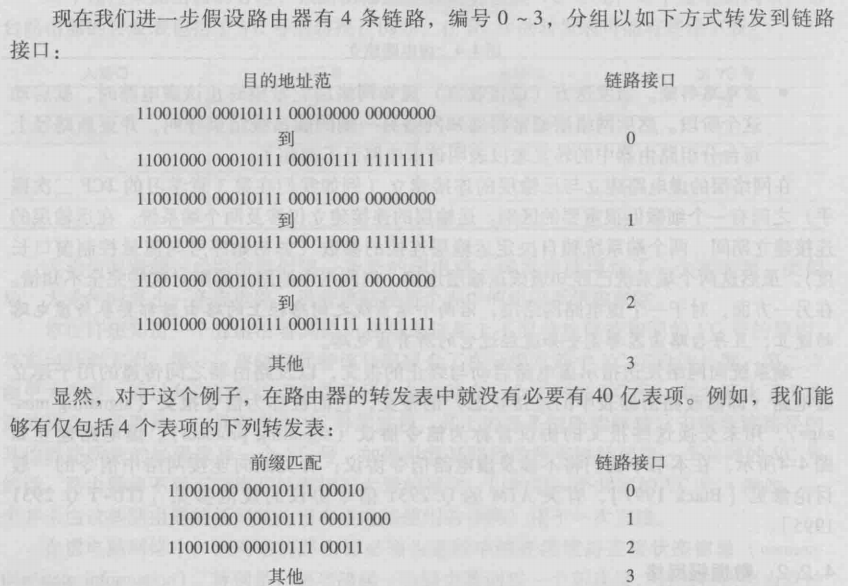 现在我们进一步假设路由器有4条链路，编号0~3，分组以如下方式转发到链路
接口：
目的地址范 链路接口
11001000 00010111 00010000 00000000
到 0
11001000 00010111 00010111 11111111
11001000 00010111 00011000 00000000
到 1
11001000 00010111 00011000 11111111
11001000 00010111 00011001 00000000
到 2
11001000 00010111 00011111 11111111
其他 3
显然，对于这个例子，在路由器的转发表中就没有必要有40亿表项。例如，我们能
够有仅包括4个表项的下列转发表：
前缀匹配 链路接口
11001000 00010111 00010 0
11001000 00010111 00011000 1
11001000 00010111 00011 2
其他 3